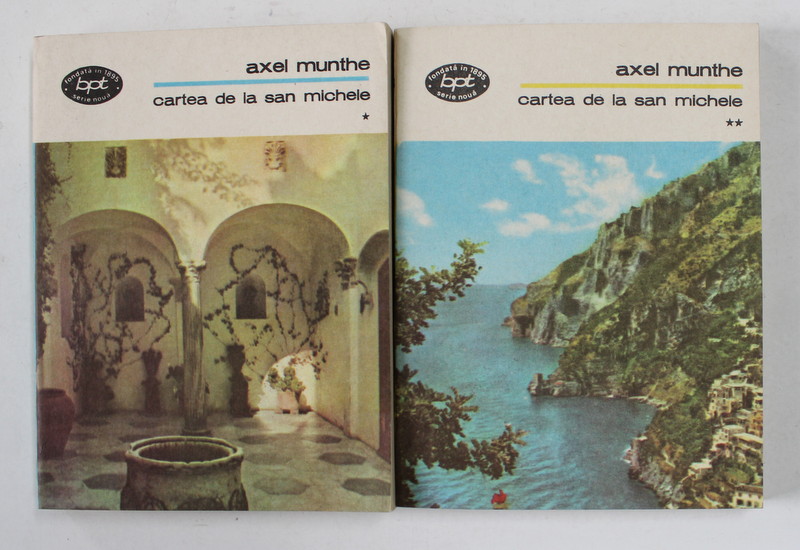 fondată în 1895
bpt
serie nouă
axel munthe
cartea de la san michele
*
fondată în 1895
bpt
serie nouă
axel munthe
cartea de la san michele
**